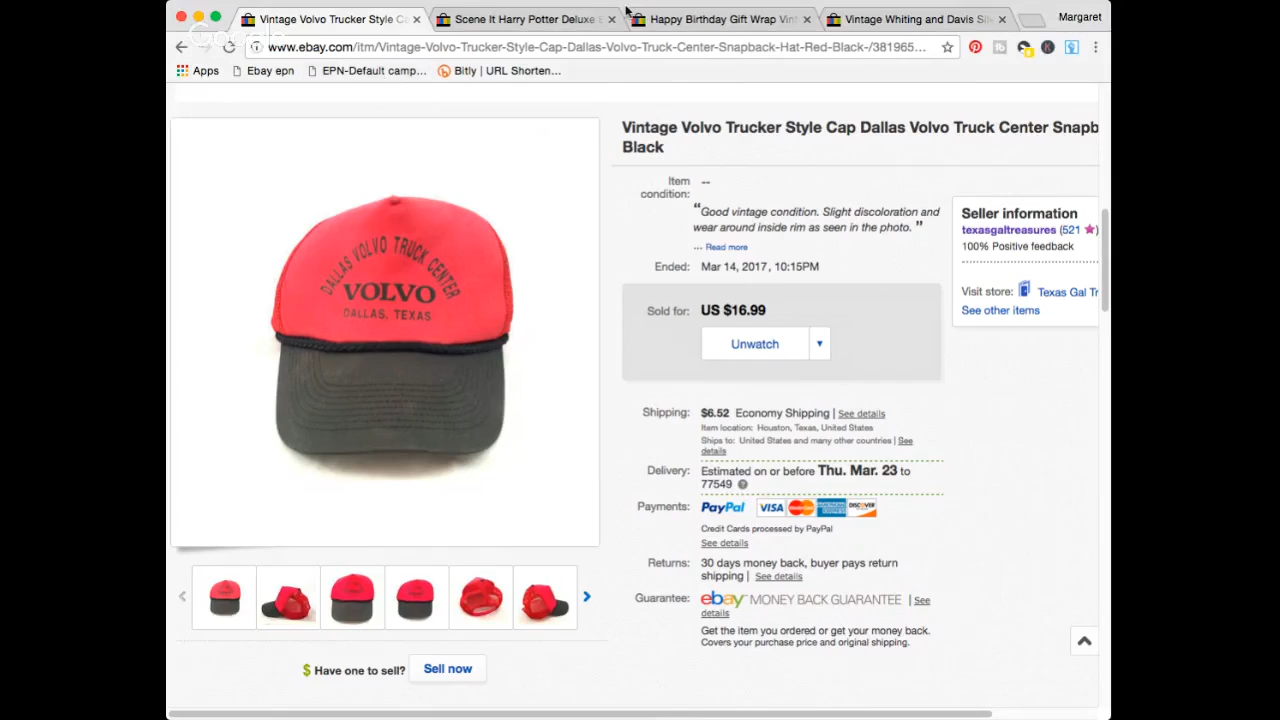 Vintage Volvo Trucker Style Ca
Scene It Harry Potter Deluxe E
Happy Birthday Gift Wrap Vint
Vintage Whiting and Davis Silv
Margaret
Google
www.ebay.com/itm/Vintage-Volvo-Trucker-Style-Cap-Dallas-Volvo-Truck-Center-Snapback-Hat-Red-Black-/381965...
Apps
Ebay epn
EPN-Default camp...
Bitly | URL Shorten...
Vintage Volvo Trucker Style Cap Dallas Volvo Truck Center Snapb
Black
Item
condition:
--
“Good vintage condition. Slight discoloration and
wear around inside rim as seen in the photo. ”
... Read more
Ended: Mar 14, 2017 , 10:15PM
Sold for: US $16.99
Unwatch
Shipping: $6.52 Economy Shipping | See details
Item location: Houston, Texas, United States
Ships to: United States and many other countries | See
details
Delivery: Estimated on or before Thu. Mar. 23 to
77549
Payments: PayPal VISA MasterCard AMERICAN EXPRESS DISCOVER
Credit Cards processed by PayPal
See details
Returns: 30 days money back, buyer pays return
shipping | See details
Guarantee: ebay MONEY BACK GUARANTEE | See
details
Get the item you ordered or get your money back.
Covers your purchase price and original shipping.
Seller information
texasgaltreasures (521 )
100% Positive feedback
Visit store: Texas Gal Tr
See other items
DALLAS VOLVO TRUCK CENTER
VOLVO
DALLAS, TEXAS
$ Have one to sell? Sell now